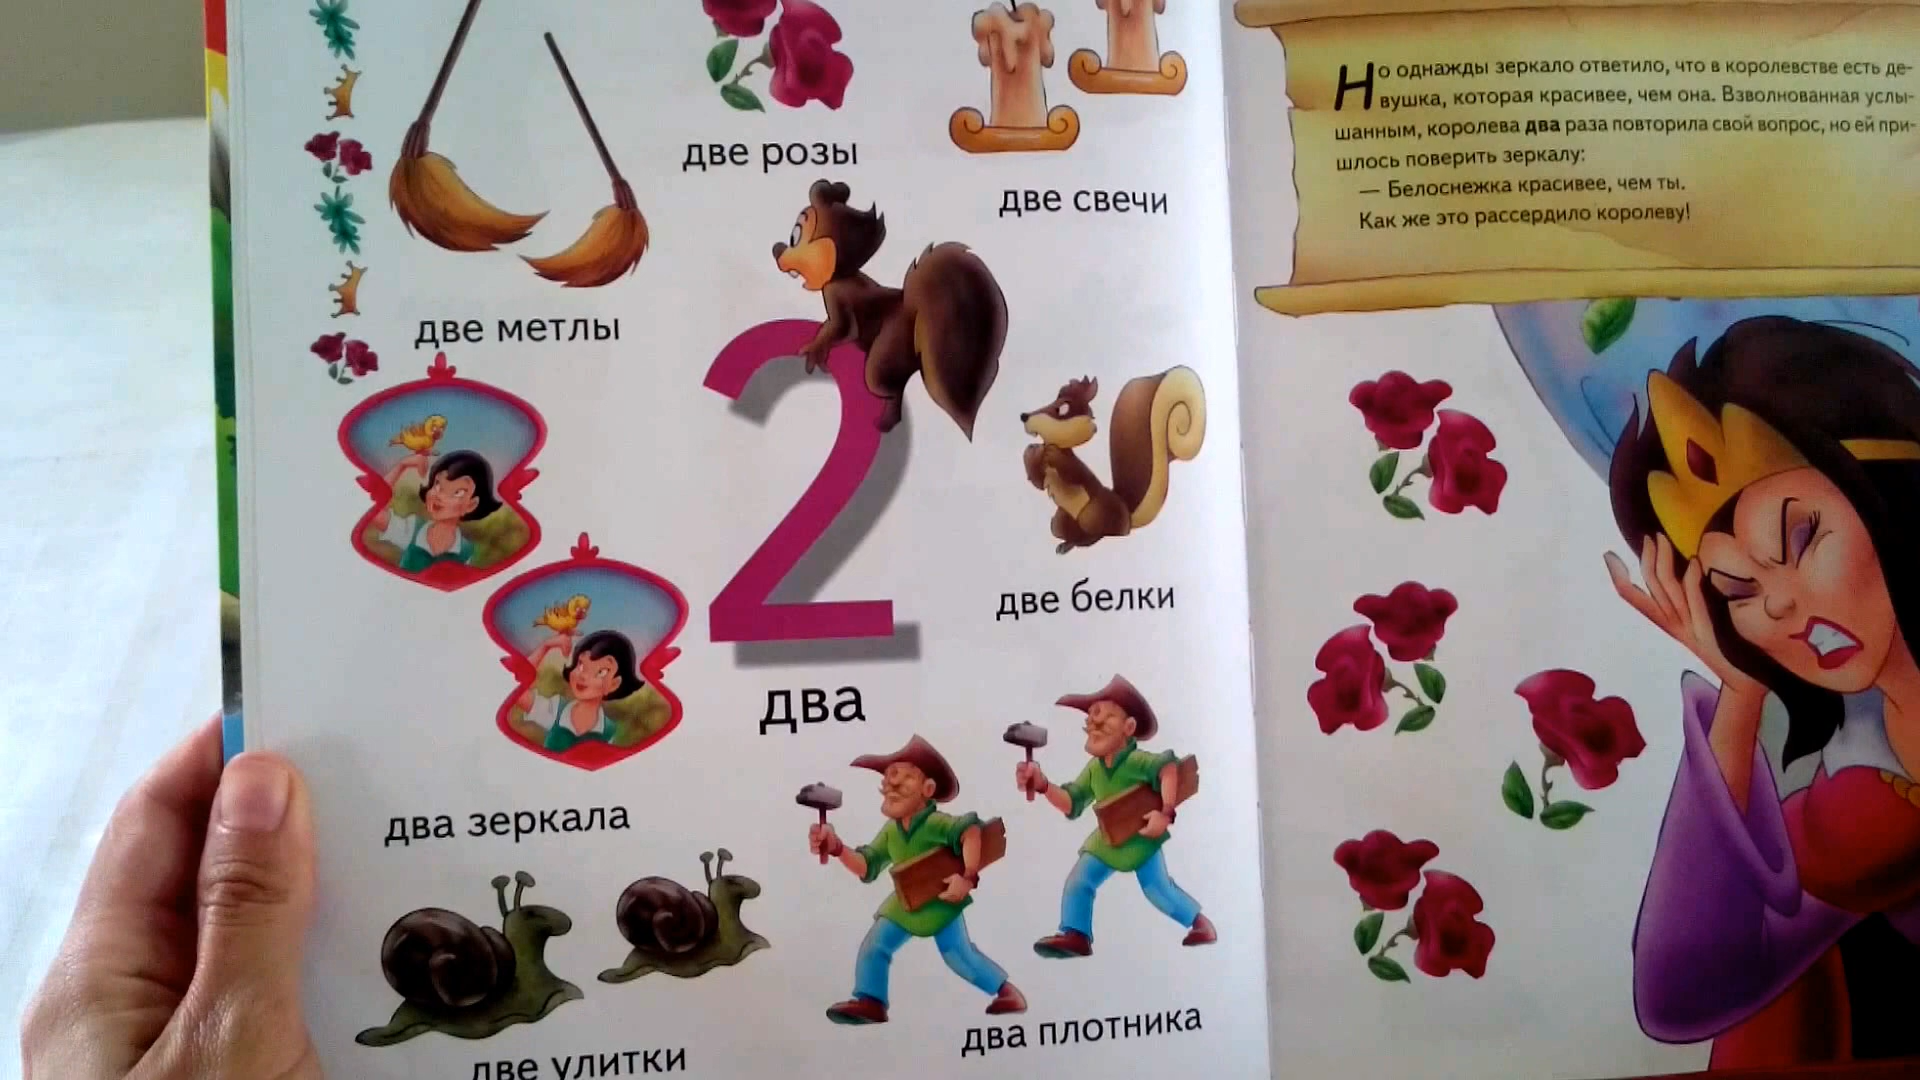 две розы
две свечи
две метлы
2
две белки
два
два зеркала
две улитки
два плотника
Но однажды зеркало ответило, что в королевстве есть де-
вушка, которая красивее, чем она. Взволнованная услы-
шанным, королева два раза повторила свой вопрос, но ей при-
шлось поверить зеркалу:
— Белоснежка красивее, чем ты.
Как же это рассердило королеву!